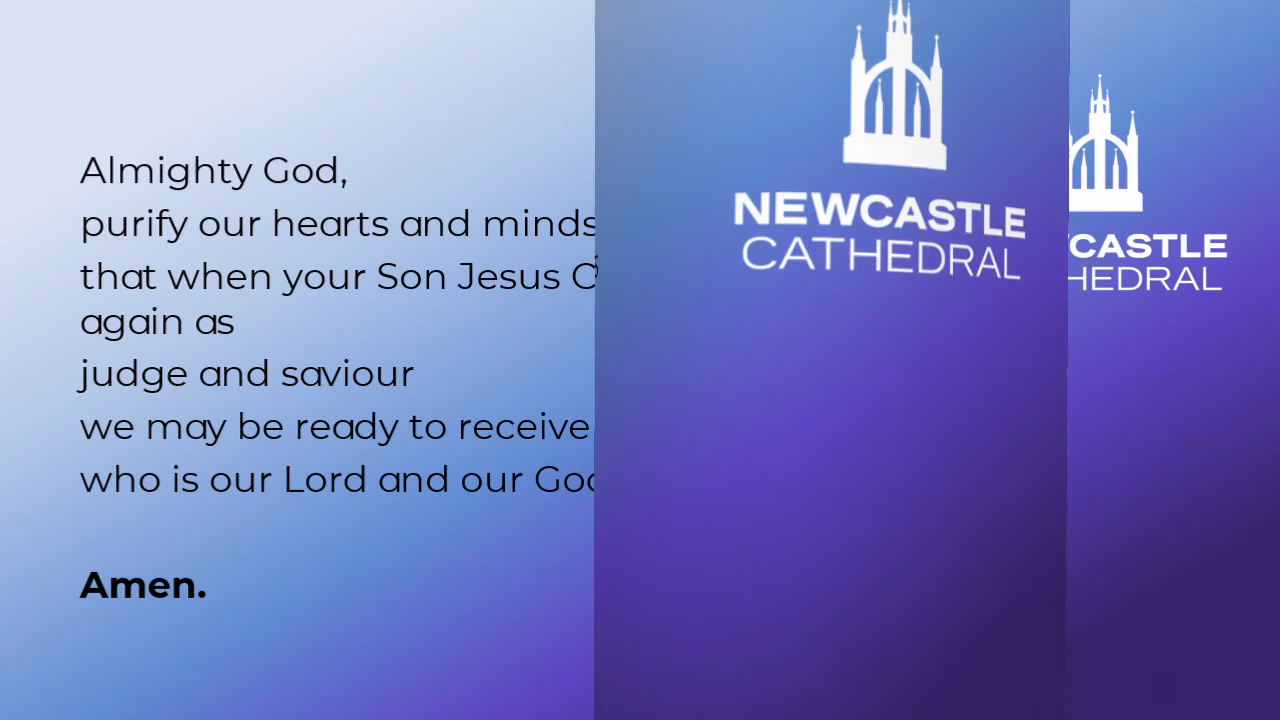 Almighty God,
purify our hearts and minds
that when your Son Jesus
again as
judge and saviour
we may be ready to receive
who is our Lord and our
Amen.
NEWCASTLE
CATHEDRAL
CASTLE
HEDRAL